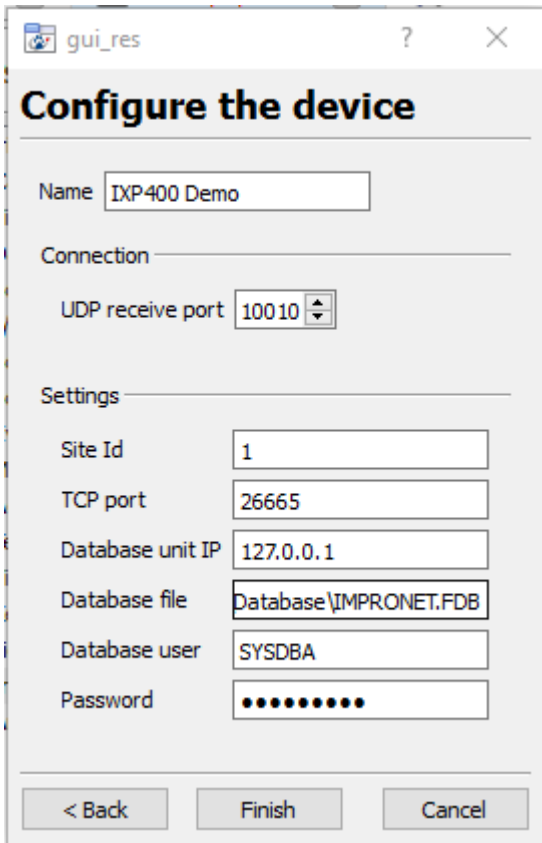 gui_res ?
Configure the device
Name IXP400 Demo
Connection
UDP receive port 10010
Settings
Site Id 1
TCP port 26665
Database unit IP 127.0.0.1
Database file Database\IMPRONET.FDB
Database user SYSDBA
Password •••••••••
< Back Finish Cancel